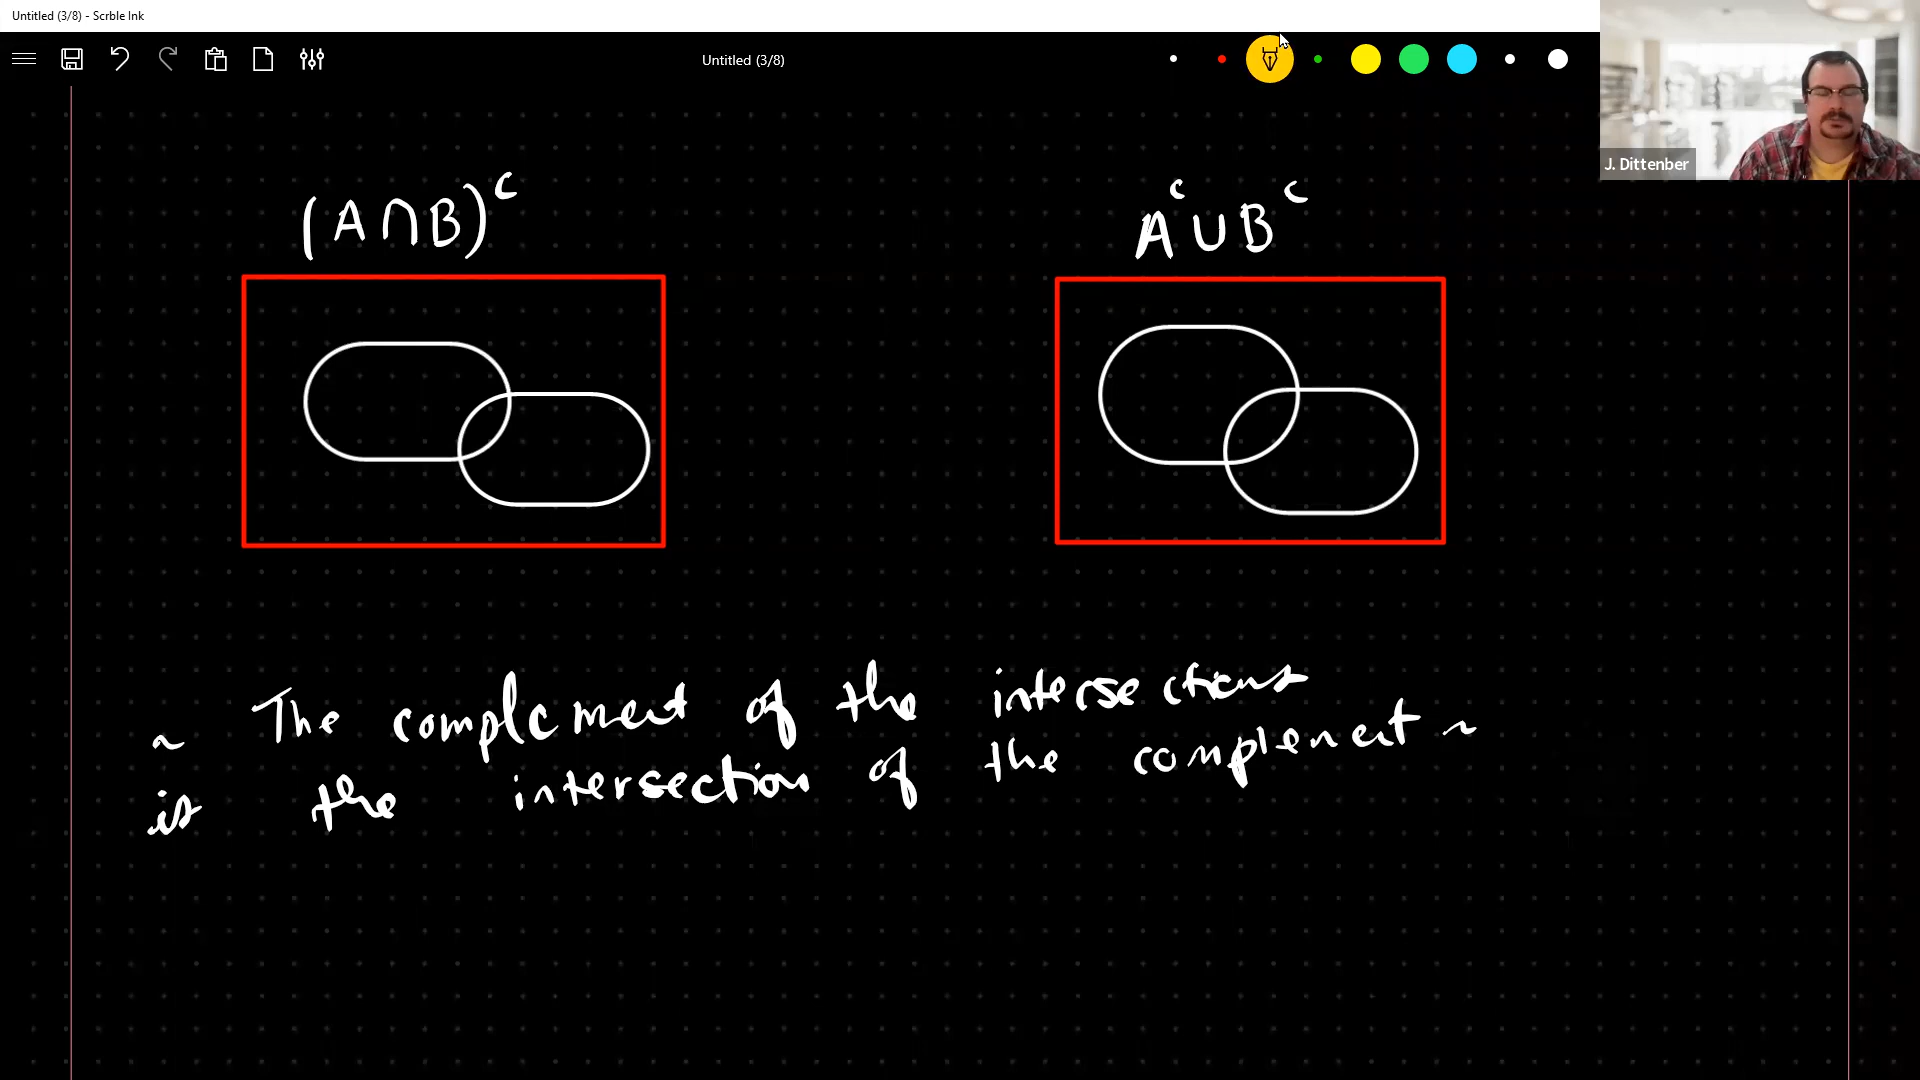 Untitled (3/8) - Scrble Ink
Untitled (3/8)
J. Dittenber
(A∩B)ᶜ
Aᶜ∪Bᶜ
~ The complement of the intersections
is the intersection of the complement ~